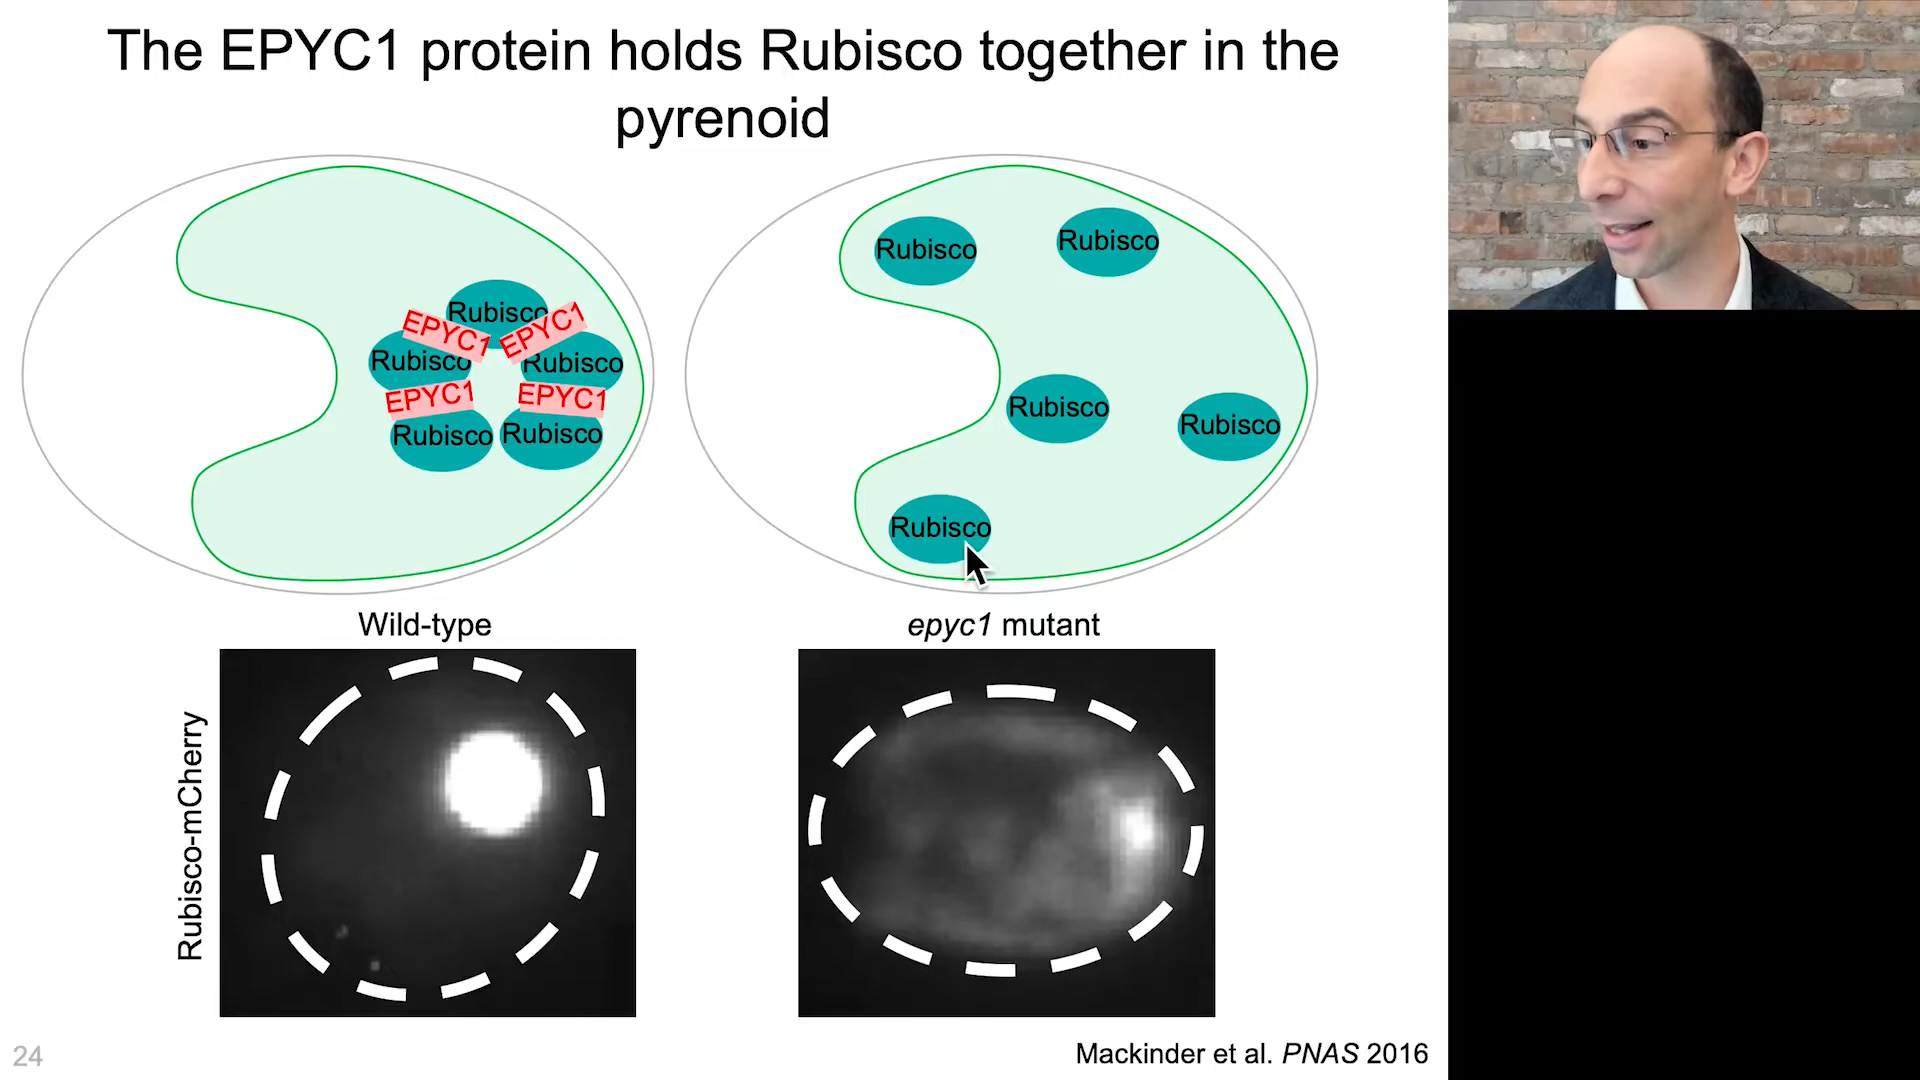 The EPYC1 protein holds Rubisco together in the
pyrenoid
Rubisco
EPYC1
EPYC1
Rubisco
Rubisco
EPYC1
EPYC1
Rubisco
Rubisco
Rubisco
Rubisco
Rubisco
Rubisco
Rubisco
Wild-type
epyc1 mutant
Rubisco-mCherry
24
Mackinder et al. PNAS 2016